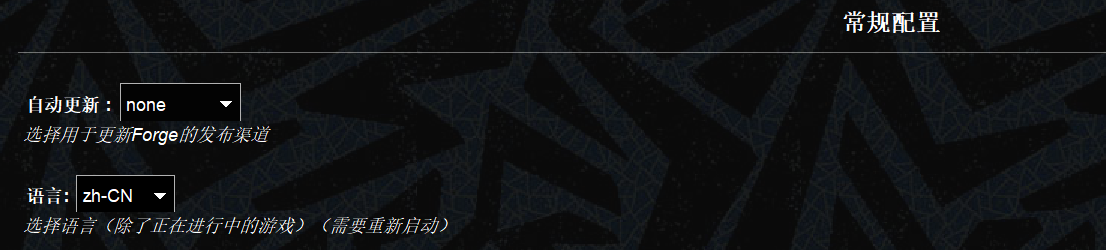 常规配置
自动更新： none
选择用于更新Forge的发布渠道
语言: zh-CN
选择语言（除了正在进行中的游戏）（需要重新启动）